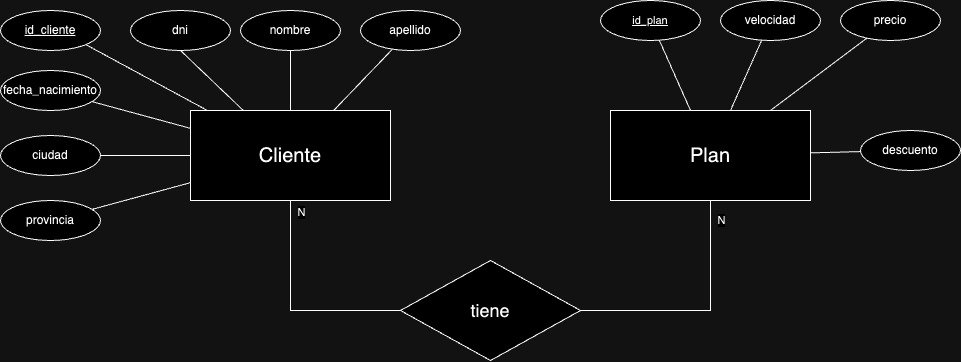 id_cliente
dni
nombre
apellido
id_plan
velocidad
precio
fecha_nacimiento
Cliente
Plan
descuento
ciudad
provincia
N
N
tiene